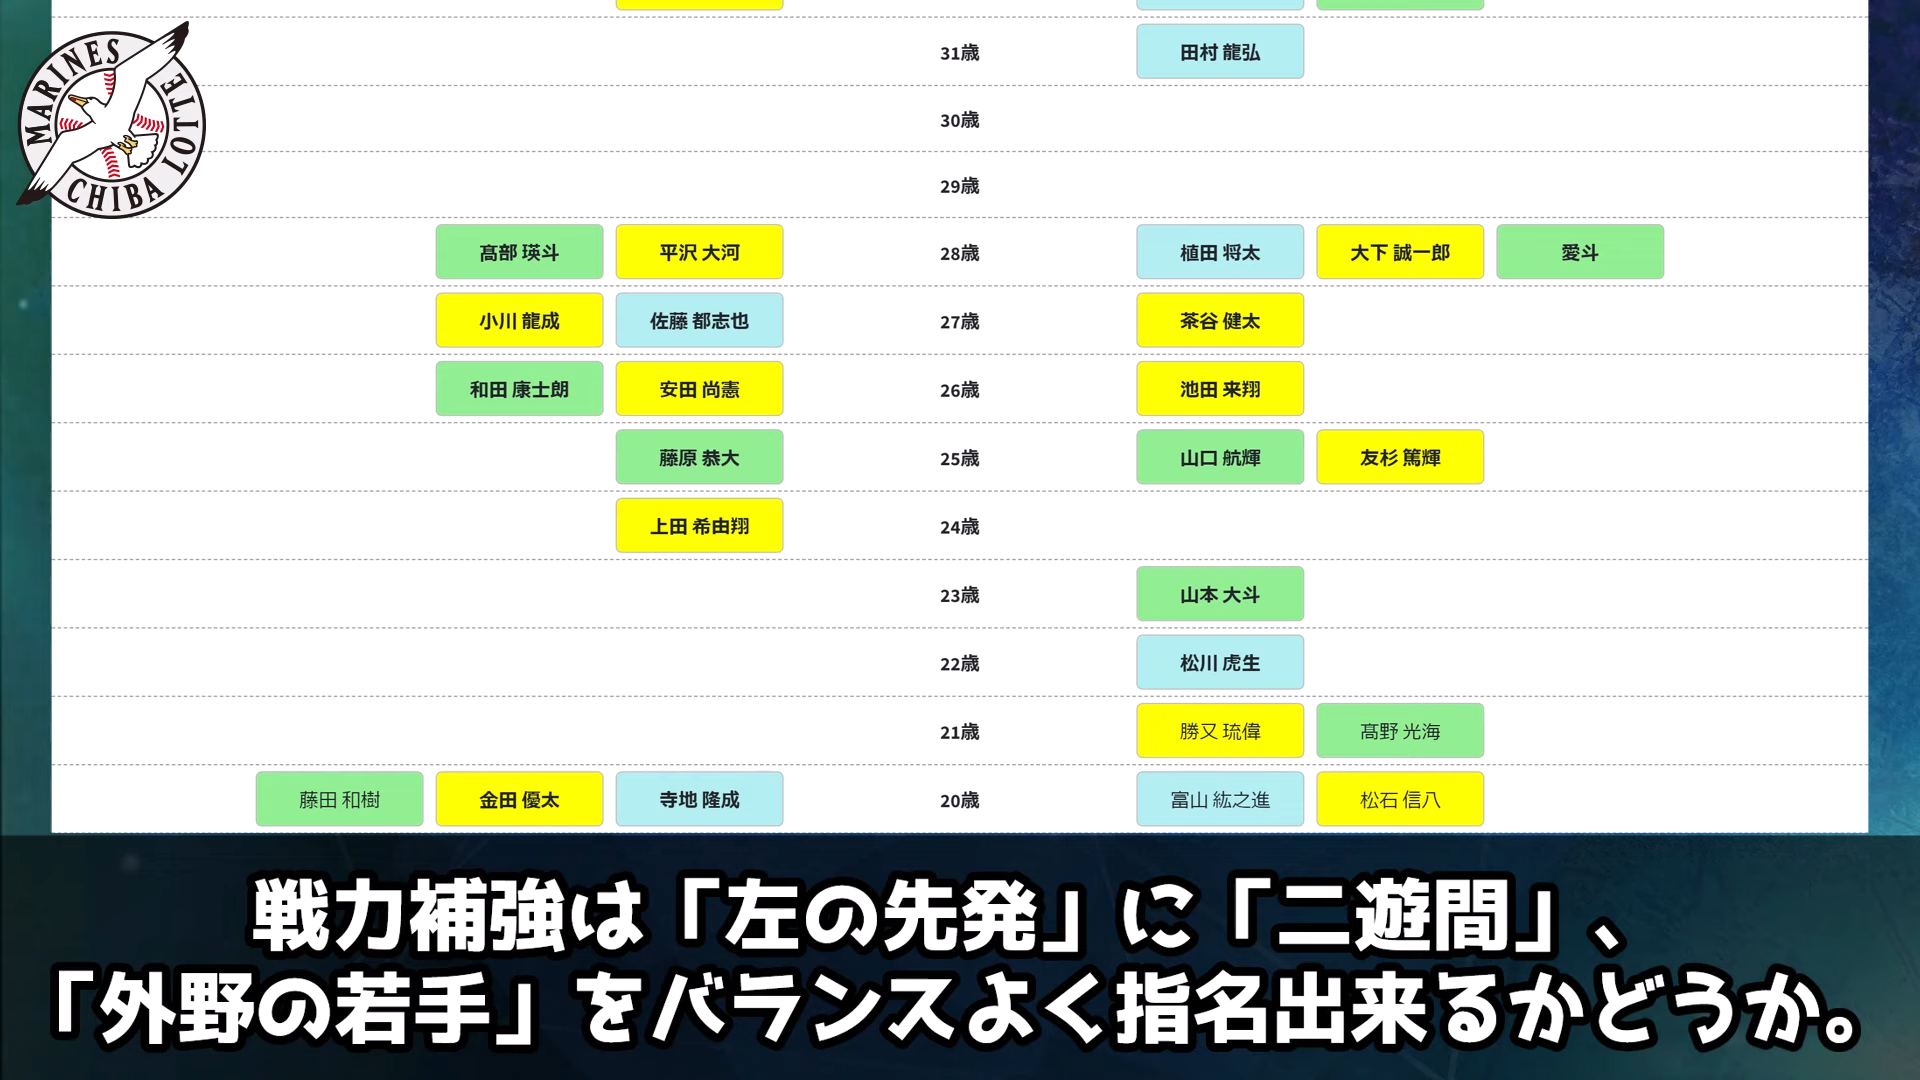 MARINES
CHIBA LOTTE
31歳 田村 龍弘
30歳
29歳
髙部 瑛斗 平沢 大河 28歳 植田 将太 大下 誠一郎 愛斗
小川 龍成 佐藤 都志也 27歳 茶谷 健太
和田 康士朗 安田 尚憲 26歳 池田 来翔
藤原 恭大 25歳 山口 航輝 友杉 篤輝
上田 希由翔 24歳
23歳 山本 大斗
22歳 松川 虎生
21歳 勝又 琉偉 髙野 光海
藤田 和樹 金田 優太 寺地 隆成 20歳 富山 紘之進 松石 信八
戦力補強は「左の先発」に「二遊間」、
「外野の若手」をバランスよく指名出来るかどうか。